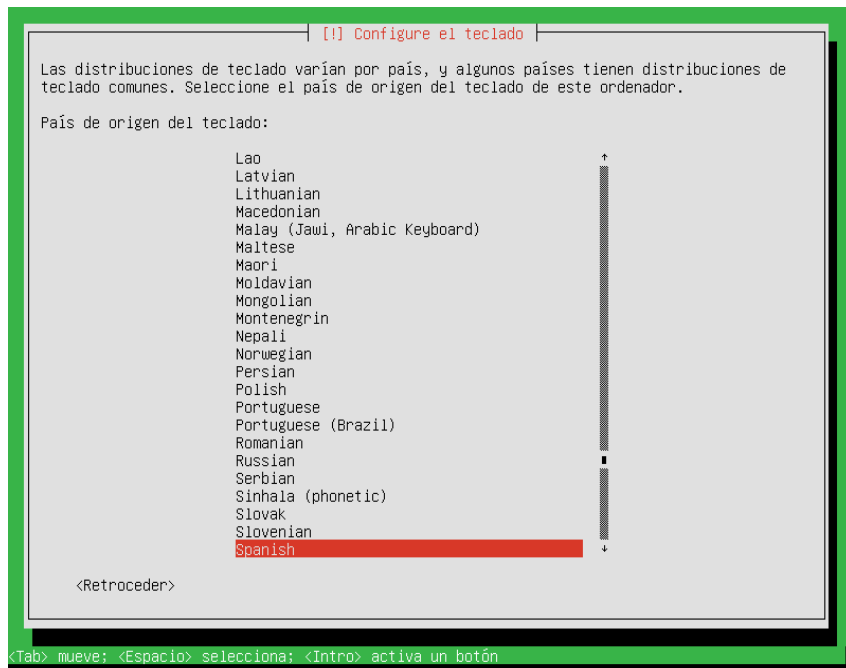 [!] Configure el teclado
Las distribuciones de teclado varían por país, y algunos países tienen distribuciones de
teclado comunes. Seleccione el país de origen del teclado de este ordenador.
País de origen del teclado:
Lao
Latvian
Lithuanian
Macedonian
Malay (Jawi, Arabic Keyboard)
Maltese
Maori
Moldavian
Mongolian
Montenegrin
Nepali
Norwegian
Persian
Polish
Portuguese
Portuguese (Brazil)
Romanian
Russian
Serbian
Sinhala (phonetic)
Slovak
Slovenian
Spanish
<Retroceder>
<Tab> mueve; <Espacio> selecciona; <Intro> activa un botón